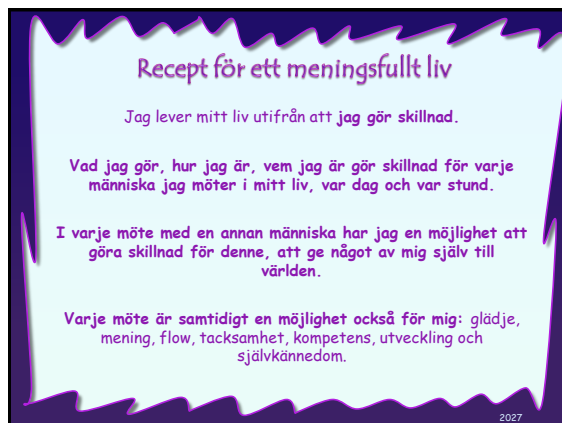 Recept för ett meningsfullt liv
Jag lever mitt liv utifrån att jag gör skillnad.
Vad jag gör, hur jag är, vem jag är gör skillnad för varje
människa jag möter i mitt liv, var dag och var stund.
I varje möte med en annan människa har jag en möjlighet att
göra skillnad för denne, att ge något av mig själv till
världen.
Varje möte är samtidigt en möjlighet också för mig: glädje,
mening, flow, tacksamhet, kompetens, utveckling och
självkännedom.
2027